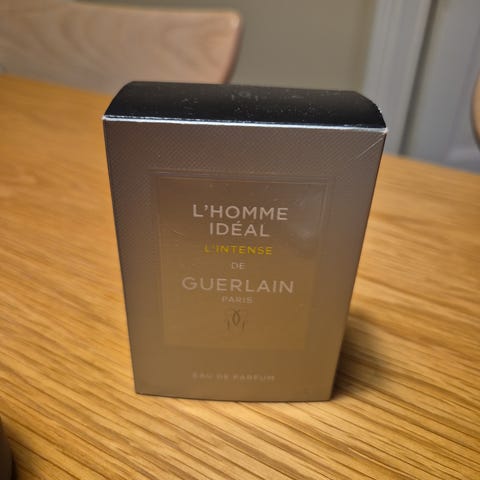 L'HOMME
IDÉAL
L'INTENSE
DE
GUERLAIN
PARIS
EAU DE PARFUM